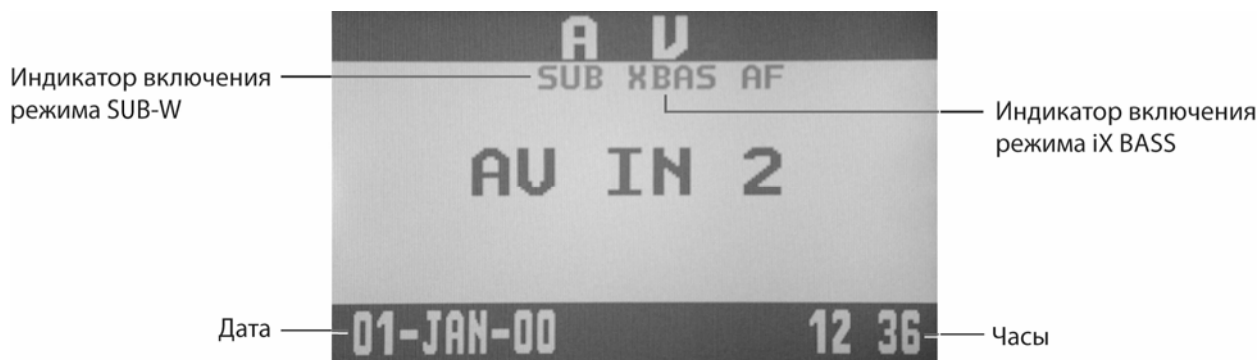 A V
SUB XBAS AF
Индикатор включения
режима SUB-W
Индикатор включения
режима iX BASS
AV IN 2
Дата
01-JAN-00
12 36
Часы